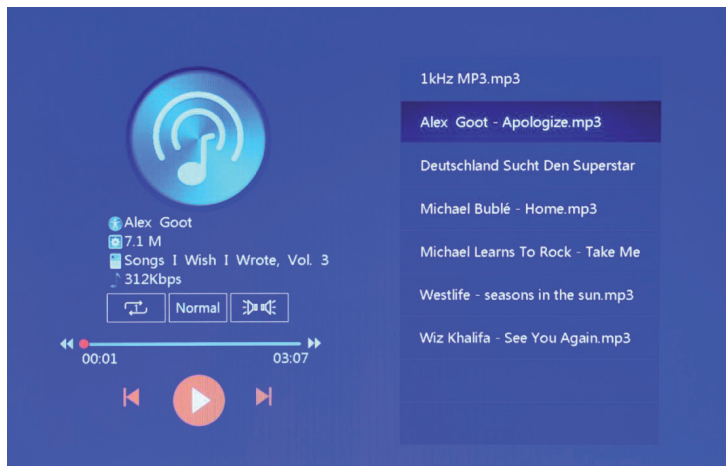 Alex Goot
7.1 M
Songs I Wish I Wrote, Vol. 3
312Kbps
1
Normal
00:01
03:07
1kHz MP3.mp3
Alex Goot - Apologize.mp3
Deutschland Sucht Den Superstar
Michael Bublé - Home.mp3
Michael Learns To Rock - Take Me
Westlife - seasons in the sun.mp3
Wiz Khalifa - See You Again.mp3